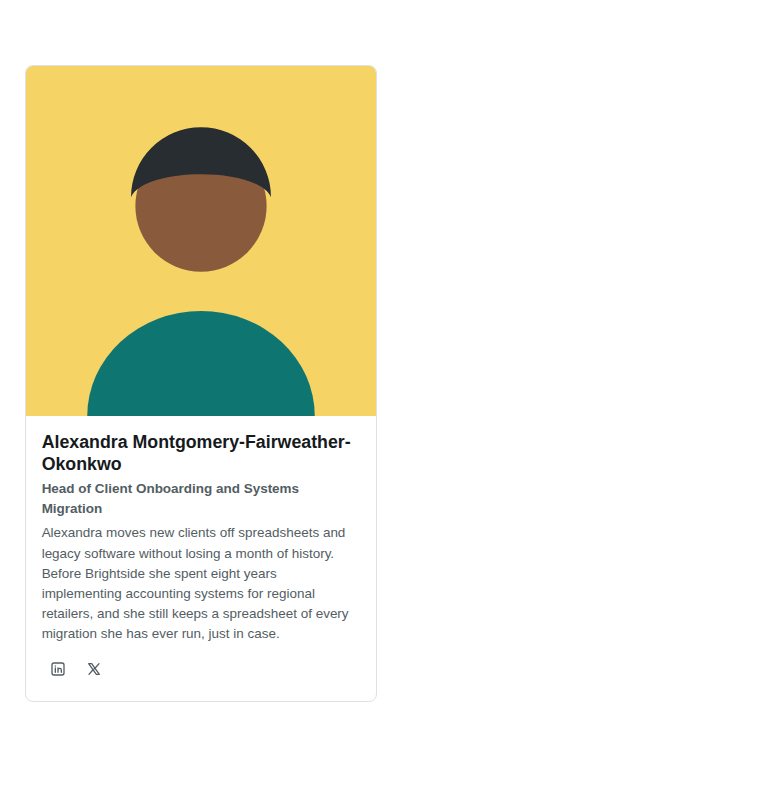 Alexandra Montgomery-Fairweather-
Okonkwo
Head of Client Onboarding and Systems
Migration
Alexandra moves new clients off spreadsheets and
legacy software without losing a month of history.
Before Brightside she spent eight years
implementing accounting systems for regional
retailers, and she still keeps a spreadsheet of every
migration she has ever run, just in case.